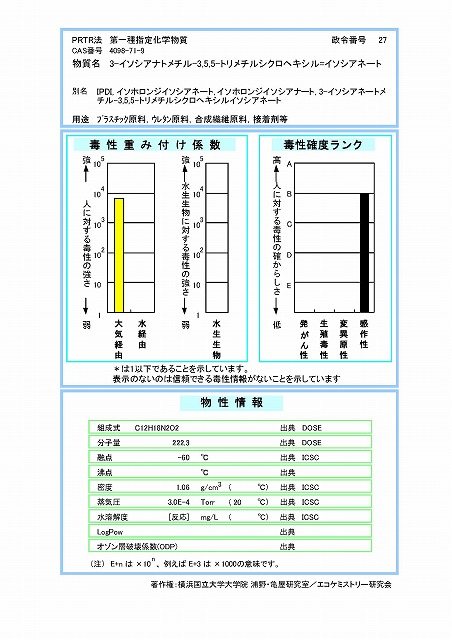 PRTR法 第一種指定化学物質 政令番号 27
CAS番号 4098-71-9
物質名 3-イソシアナトメチル-3,5,5-トリメチルシクロヘキシル=イソシアネート
別名 IPDI, イソホロンジイソシアネート, イソホロンジイソシアナート, 3-イソシアネートメ
チル-3,5,5-トリメチルシクロヘキシルイソシアネート
用途 プラスチック原料, ウレタン原料, 合成繊維原料, 接着剤等
毒性重み付け係数
強
人に対する毒性の強さ
弱
10^5
10^4
10^3
10^2
10
1
大気経由
水経由
強
水生生物に対する毒性の強さ
弱
10^5
10^4
10^3
10^2
10
1
水生生物
毒性確度ランク
高
人に対する毒性の確からしさ
低
A
B
C
D
E
発がん性
生殖毒性
変異原性
感作性
*は1以下であることを示しています。
表示のないのは信頼できる毒性情報がないことを示しています
物性情報
組成式 C12H18N2O2 出典 DOSE
分子量 222.3 出典 DOSE
融点 -60 ℃ 出典 ICSC
沸点 ℃ 出典
密度 1.06 g/cm3 ( ℃) 出典 ICSC
蒸気圧 3.0E-4 Torr (20 ℃) 出典 ICSC
水溶解度 [反応] mg/L ( ℃) 出典 ICSC
LogPow 出典
オゾン層破壊係数(ODP) 出典
(注) E+n は ×10^n、例えば E+3 は ×1000の意味です。
著作権:横浜国立大学大学院 浦野・亀屋研究室/エコケミストリー研究会